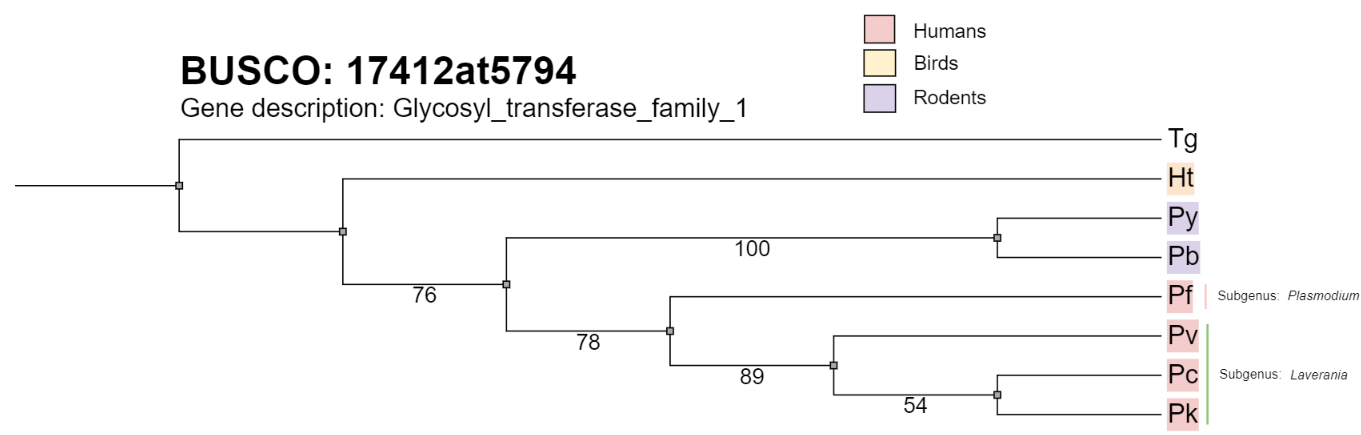 Humans
BUSCO: 17412at5794
Birds
Gene description: Glycosyl_transferase_family_1
Rodents
Tg
Ht
Py
100
Pb
76
Pf Subgenus: Plasmodium
78
Pv
89
Pc Subgenus: Laverania
54
Pk